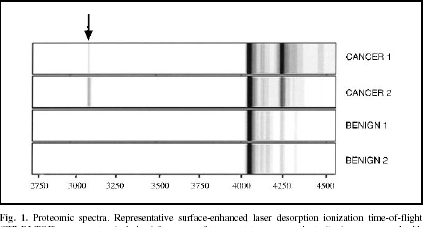 CANCER 1
CANCER 2
BENIGN 1
BENIGN 2
2750 3000 3250 3500 3750 4000 4250 4500
Fig. 1. Proteomic spectra. Representative surface-enhanced laser desorption ionization time-of-flight